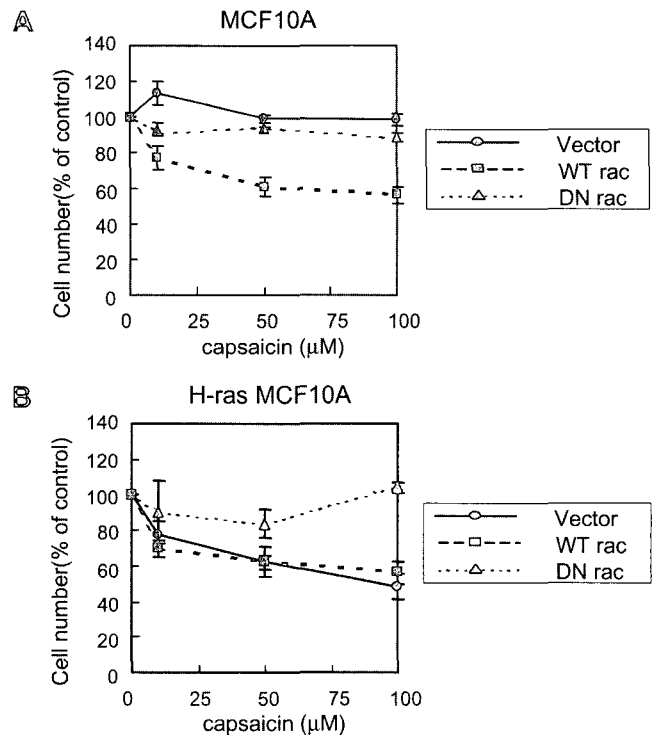 A
MCF10A
Cell number(% of control)
140
120
100
80
60
40
20
0
0 25 50 75 100
capsaicin (µM)
Vector
WT rac
DN rac
B
H-ras MCF10A
Cell number(% of control)
140
120
100
80
60
40
20
0
0 25 50 75 100
capsaicin (µM)
Vector
WT rac
DN rac